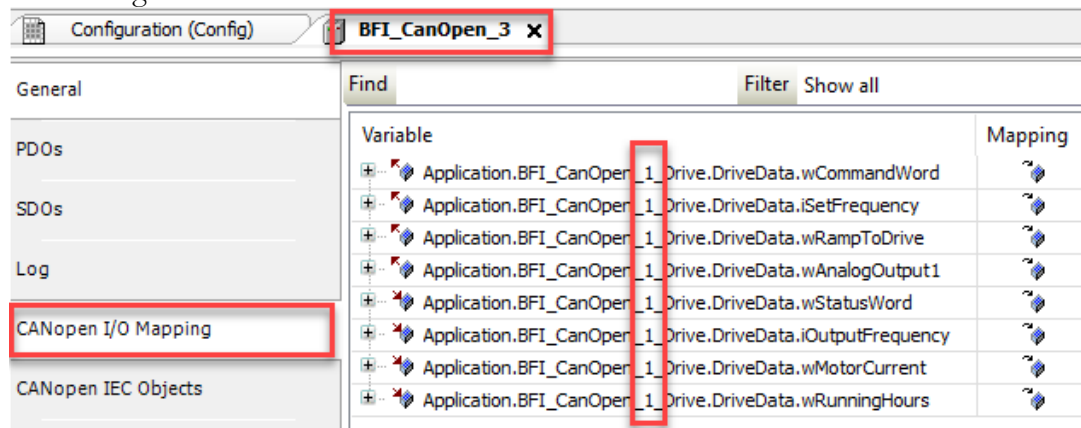 Configuration (Config) BFI_CanOpen_3 x
General
PDOs
SDOs
Log
CANopen I/O Mapping
CANopen IEC Objects
Find Filter Show all
Variable Mapping
Application.BFI_CanOpen_1_Drive.DriveData.wCommandWord
Application.BFI_CanOpen_1_Drive.DriveData.iSetFrequency
Application.BFI_CanOpen_1_Drive.DriveData.wRampToDrive
Application.BFI_CanOpen_1_Drive.DriveData.wAnalogOutput1
Application.BFI_CanOpen_1_Drive.DriveData.wStatusWord
Application.BFI_CanOpen_1_Drive.DriveData.iOutputFrequency
Application.BFI_CanOpen_1_Drive.DriveData.wMotorCurrent
Application.BFI_CanOpen_1_Drive.DriveData.wRunningHours